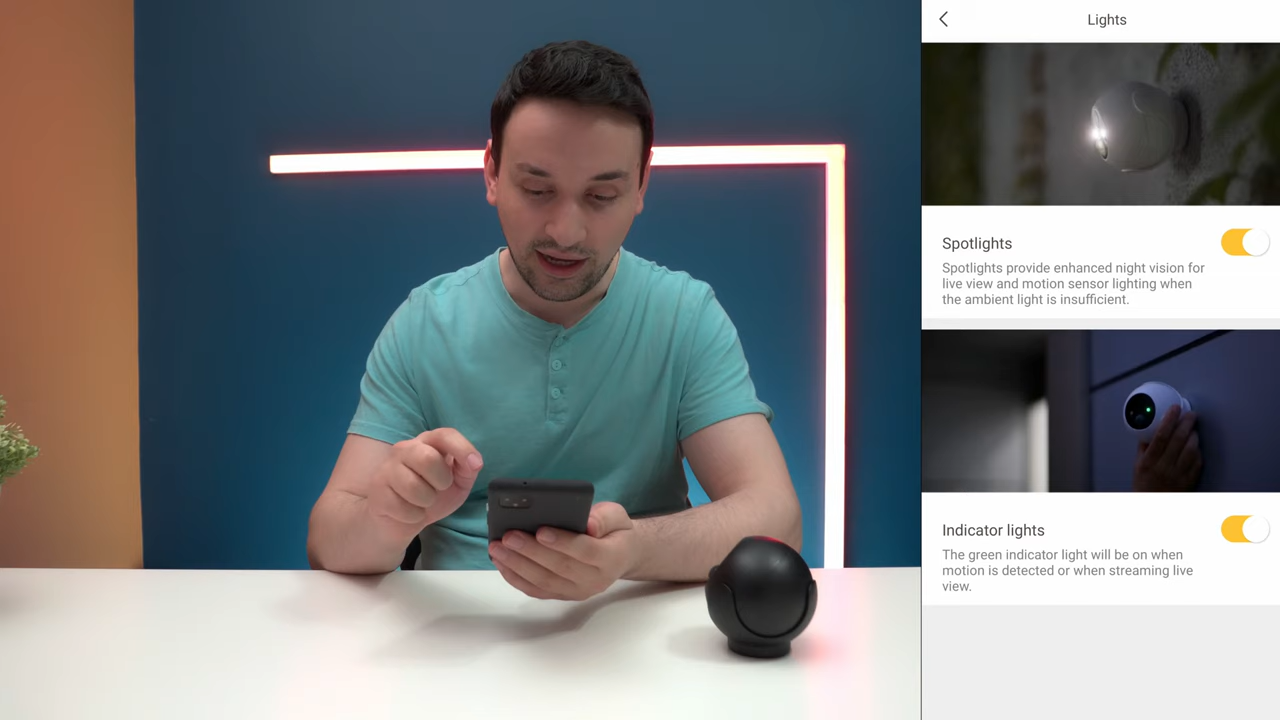 Lights
Spotlights
Spotlights provide enhanced night vision for
live view and motion sensor lighting when
the ambient light is insufficient.
Indicator lights
The green indicator light will be on when
motion is detected or when streaming live
view.